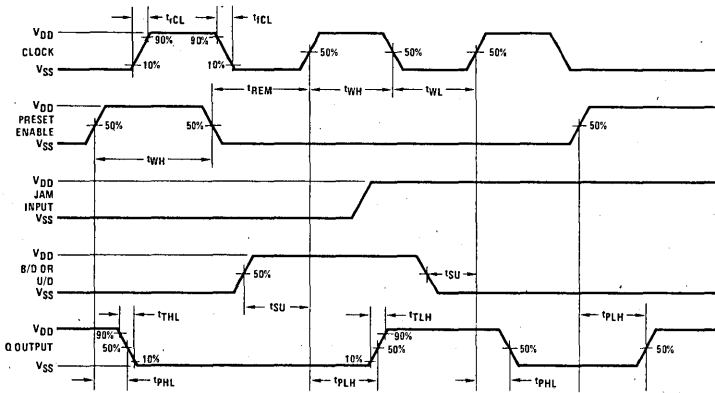 trCL tfCL
VDD
90% 90%
CLOCK 50% 50% 50%
10% 10%
VSS
tREM tWH tWL
VDD
PRESET 50% 50% 50%
ENABLE
VSS
tWH
VDD
JAM
INPUT
VSS
VDD
B/D OR 50% tSU
U/D
VSS
tSU
tTHL tTLH tPLH
VDD
90% 90%
Q OUTPUT 50% 50% 50% 50%
10% 10%
VSS
tPHL tPLH tPHL